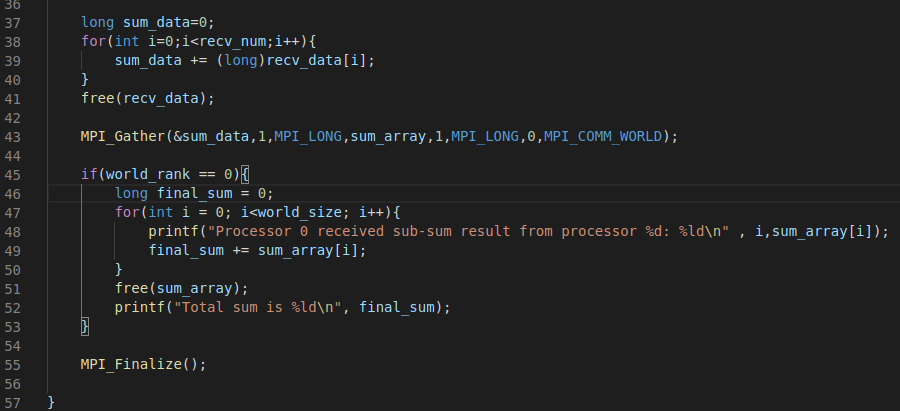 36
37 long sum_data=0;
38 for(int i=0;i<recv_num;i++){
39 sum_data += (long)recv_data[i];
40 }
41 free(recv_data);
42
43 MPI_Gather(&sum_data,1,MPI_LONG,sum_array,1,MPI_LONG,0,MPI_COMM_WORLD);
44
45 if(world_rank == 0){
46 long final_sum = 0;
47 for(int i = 0; i<world_size; i++){
48 printf("Processor 0 received sub-sum result from processor %d: %ld\n" , i,sum_array[i]);
49 final_sum += sum_array[i];
50 }
51 free(sum_array);
52 printf("Total sum is %ld\n", final_sum);
53 }
54
55 MPI_Finalize();
56
57 }